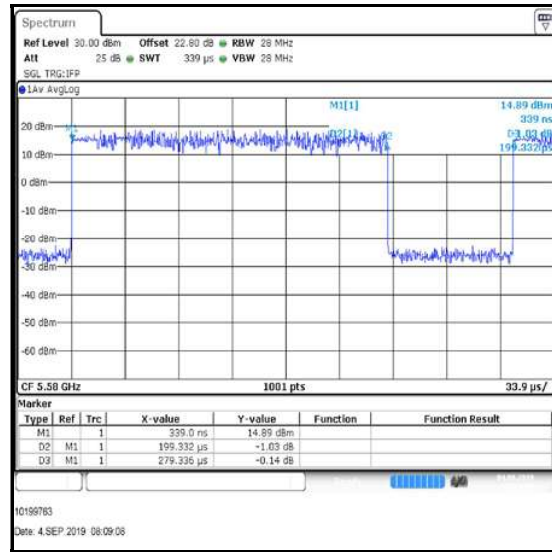 Spectrum
Ref Level 30.00 dBm Offset 22.80 dB RBW 28 MHz
Att 25 dB SWT 339 µs VBW 28 MHz
SGL TRG:IFP
1Av AvgLog
M1[1] 14.89 dBm
339 ns
20 dBm
199.332 µs
10 dBm
0 dBm
-10 dBm
-20 dBm
-30 dBm
-40 dBm
-50 dBm
-60 dBm
CF 5.58 GHz 1001 pts 33.9 µs/
Marker
Type Ref Trc X-value Y-value Function Function Result
M1 1 339.0 ns 14.89 dBm
D2 M1 1 199.332 µs -1.03 dB
D3 M1 1 279.336 µs -0.14 dB
10199763
Date: 4.SEP.2019 08:09:08